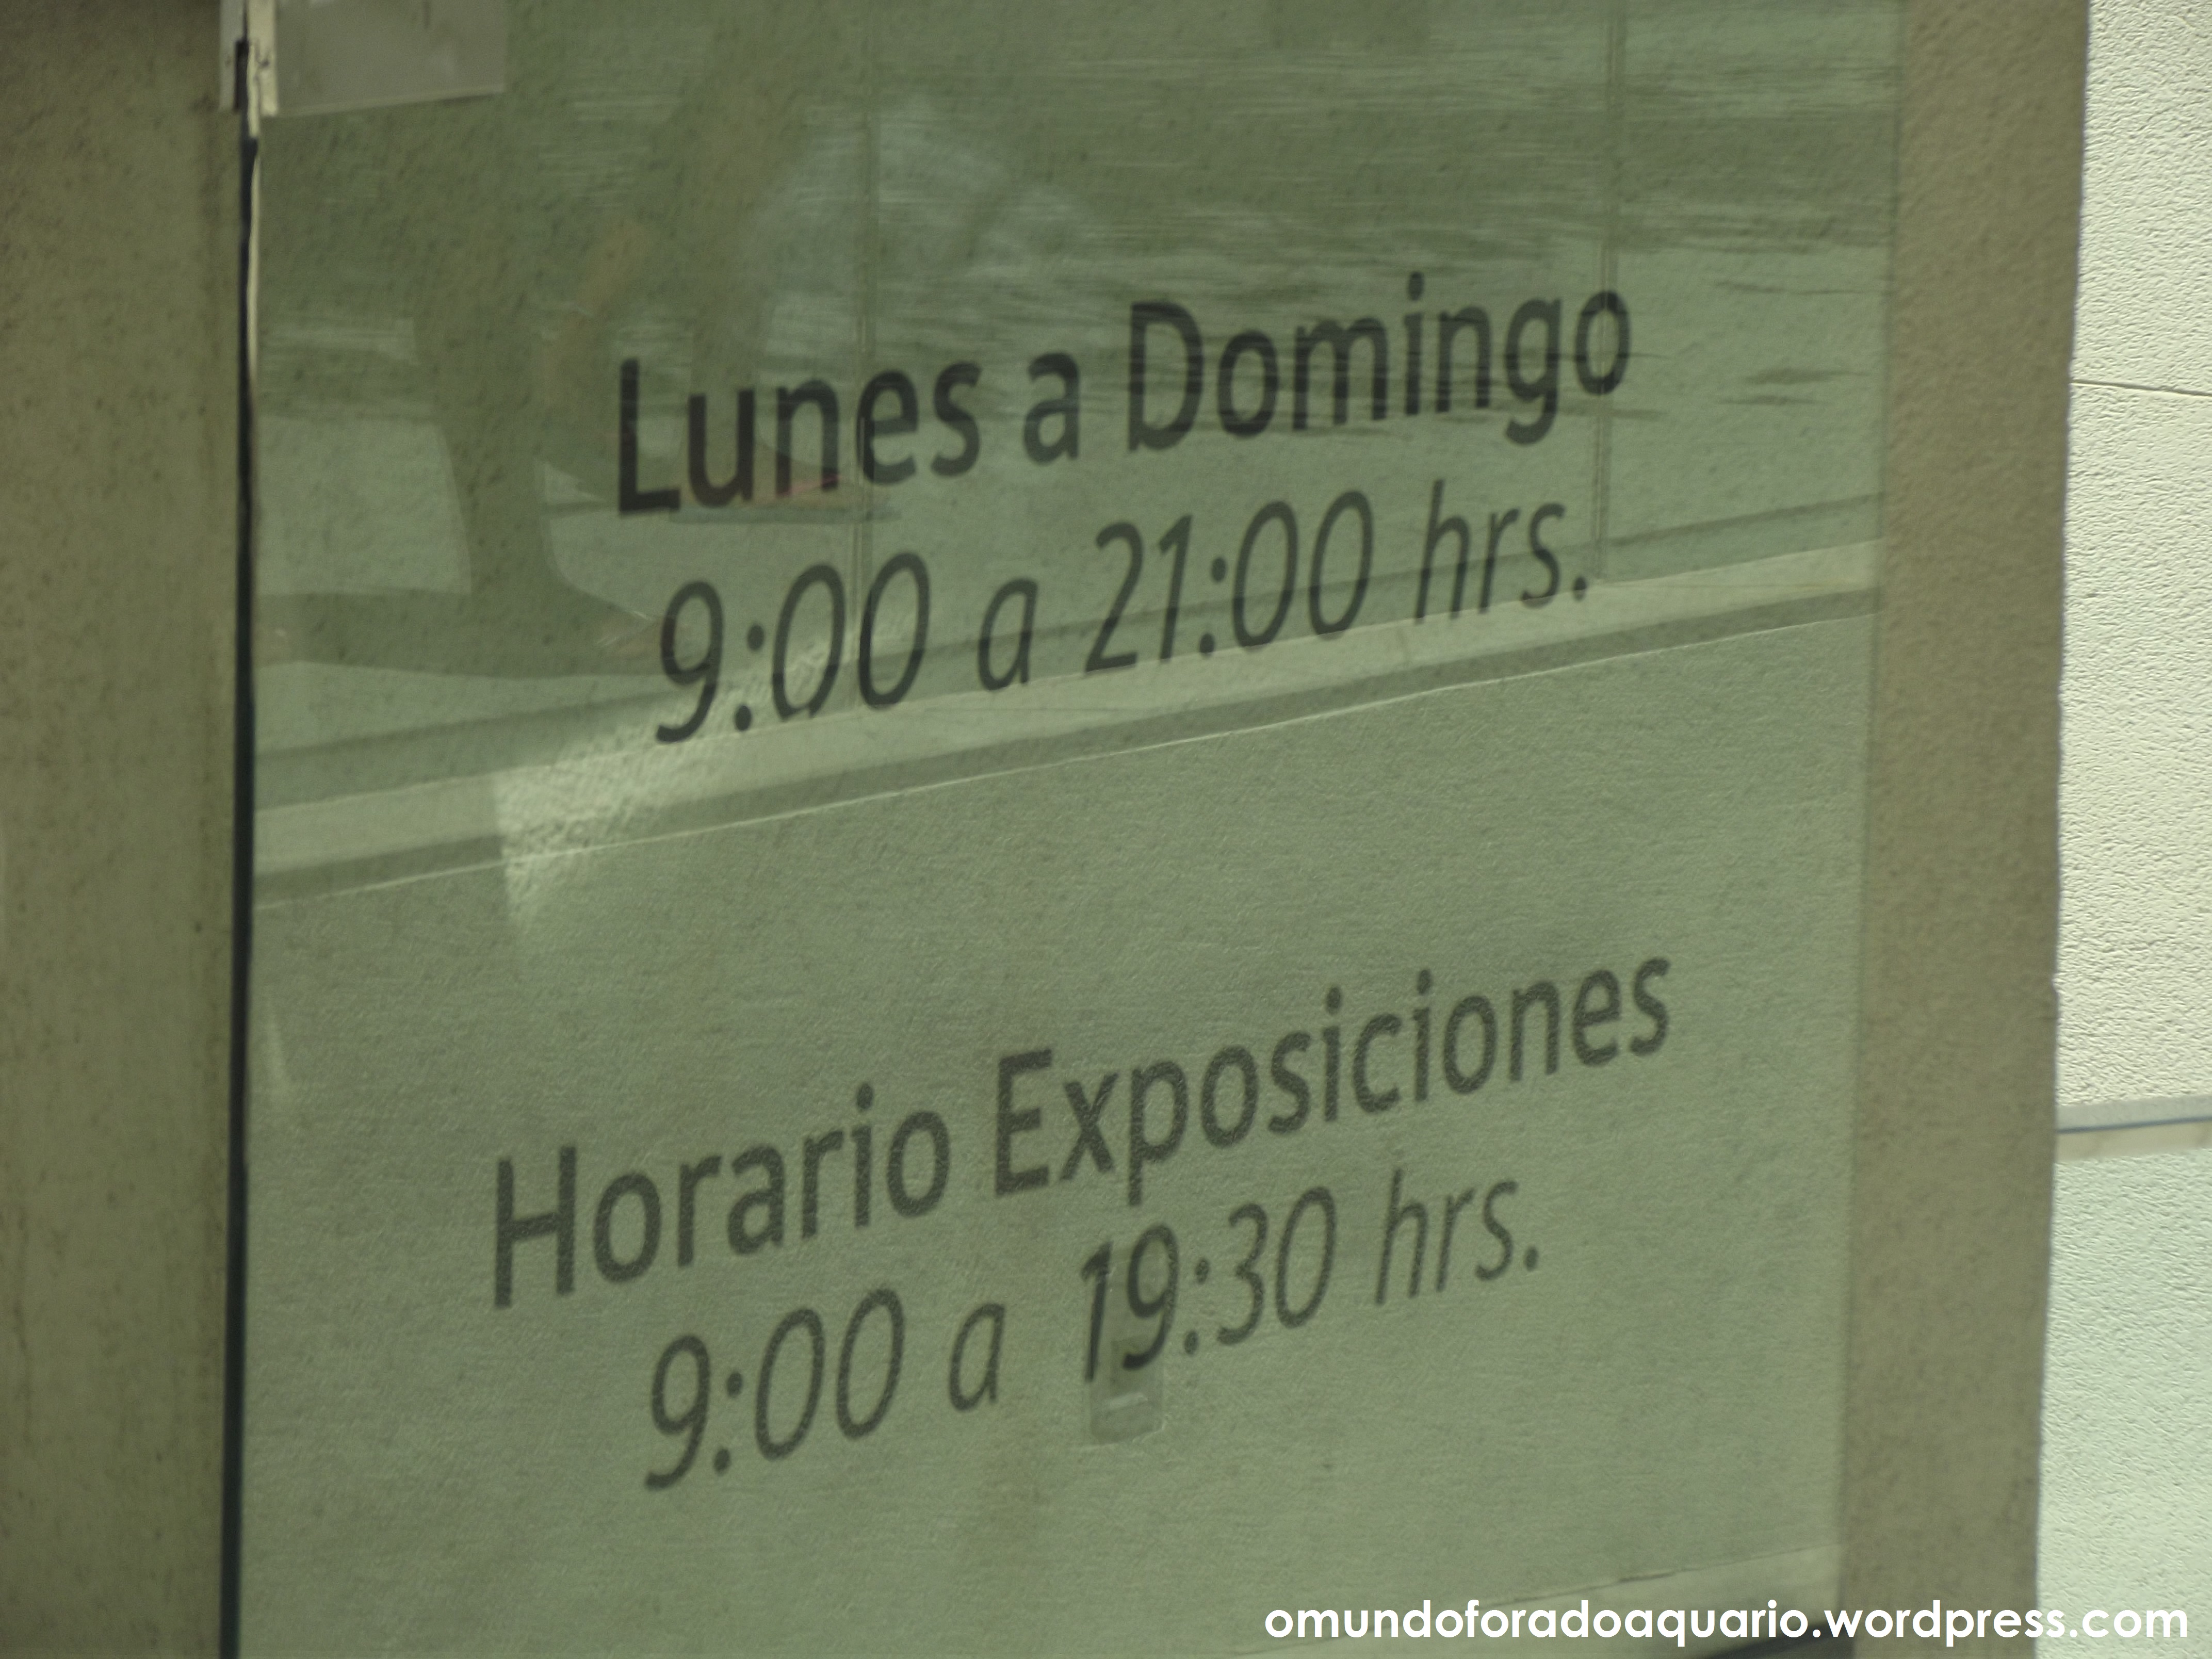 Lunes a Domingo
9:00 a 21:00 hrs.
Horario Exposiciones
9:00 a 19:30 hrs.
omundoforadoaquario.wordpress.com